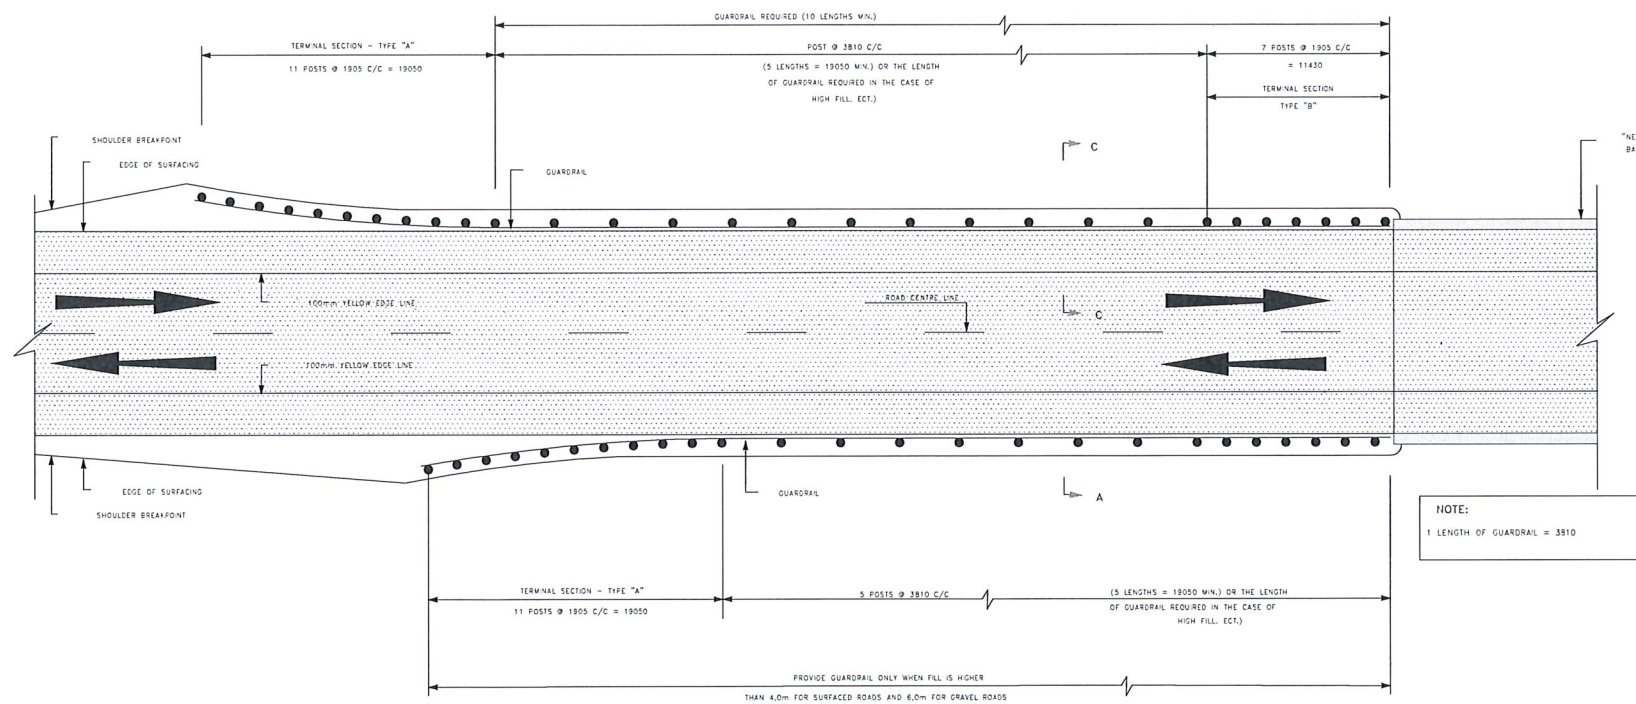 GUARDRAIL REQUIRED (10 LENGTHS MIN.)
TERMINAL SECTION - TYPE "A"
11 POSTS @ 1905 C/C = 19050
POST @ 3810 C/C
(5 LENGTHS = 19050 MIN.) OR THE LENGTH
OF GUARDRAIL REQUIRED IN THE CASE OF
HIGH FILL. ECT.)
7 POSTS @ 1905 C/C
= 11430
TERMINAL SECTION
TYPE "B"
SHOULDER BREAKPOINT
EDGE OF SURFACING
GUARDRAIL
C
"NE
BA
100mm YELLOW EDGE LINE
ROAD CENTRE LINE
C
100mm YELLOW EDGE LINE
EDGE OF SURFACING
SHOULDER BREAKPOINT
GUARDRAIL
A
NOTE:
1 LENGTH OF GUARDRAIL = 3810
TERMINAL SECTION - TYPE "A"
11 POSTS @ 1905 C/C = 19050
5 POSTS @ 3810 C/C
(5 LENGTHS = 19050 MIN.) OR THE LENGTH
OF GUARDRAIL REQUIRED IN THE CASE OF
HIGH FILL. ECT.)
PROVIDE GUARDRAIL ONLY WHEN FILL IS HIGHER
THAN 4,0m FOR SURFACED ROADS AND 6,0m FOR GRAVEL ROADS